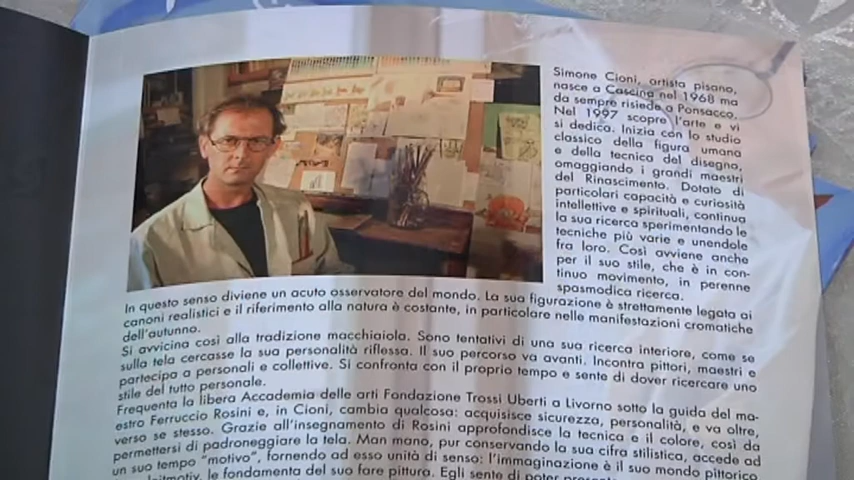 Simone Cioni, artista pisano,
nasce a Cascina nel 1968 ma
da sempre risiede a Ponsacco.
Nel 1997 scopre l'arte e vi
si dedica. Inizia con lo studio
classico della figura umana
e della tecnica del disegno,
omaggiando i grandi maestri
del Rinascimento. Dotato di
particolari capacità e curiosità
intellettive e spirituali, continua
la sua ricerca sperimentando le
tecniche più varie e unendole
fra loro. Così avviene anche
per il suo stile, che è in con-
tinuo movimento, in perenne
spasmodica ricerca.
In questo senso diviene un acuto osservatore del mondo. La sua figurazione è strettamente legata ai
canoni realistici e il riferimento alla natura è costante, in particolare nelle manifestazioni cromatiche
dell'autunno.
Si avvicina così alla tradizione macchiaiola. Sono tentativi di una sua ricerca interiore, come se
sulla tela cercasse la sua personalità riflessa. Il suo percorso va avanti. Incontra pittori, maestri e
partecipa a personali e collettive. Si confronta con il proprio tempo e sente di dover ricercare uno
stile del tutto personale.
Frequenta la libera Accademia delle arti Fondazione Trossi Uberti a Livorno sotto la guida del ma-
estro Ferruccio Rosini e, in Cioni, cambia qualcosa: acquisisce sicurezza, personalità, e va oltre,
verso se stesso. Grazie all'insegnamento di Rosini approfondisce la tecnica e il colore, così da
permettersi di padroneggiare la tela. Man mano, pur conservando la sua cifra stilistica, accede ad
un suo tempo "motivo", fornendo ad esso unità di senso: l'immaginazione è il suo mondo pittorico
leitmotiv, le fondamenta del suo fare pittura. Egli sente di poter